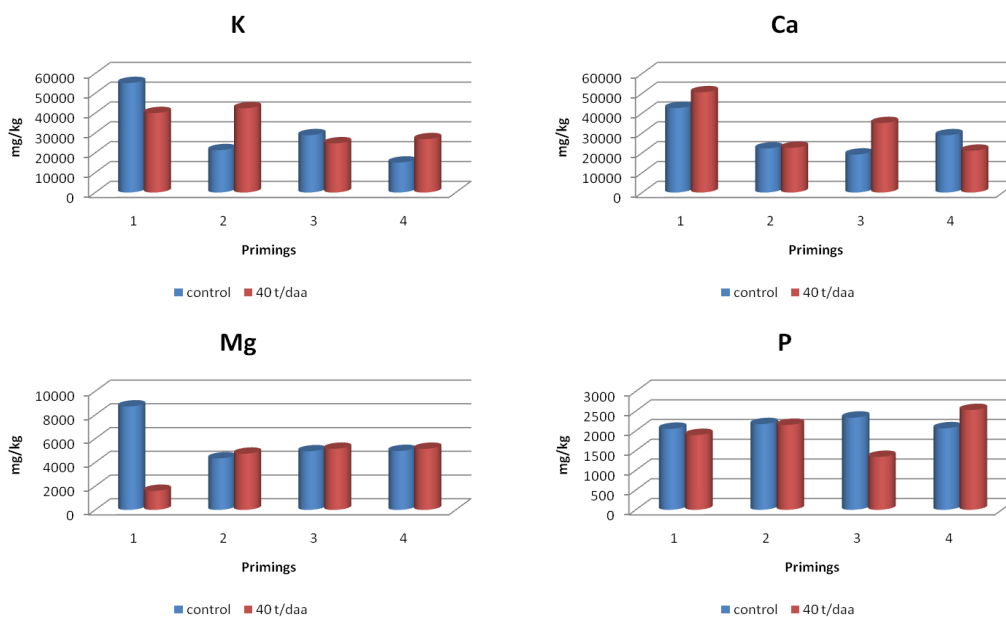 K
mg/kg
60000
50000
40000
30000
20000
10000
0
1 2 3 4
Primings
control 40 t/daa
Ca
mg/kg
60000
50000
40000
30000
20000
10000
0
1 2 3 4
Primings
control 40 t/daa
Mg
mg/kg
10000
8000
6000
4000
2000
0
1 2 3 4
Primings
control 40 t/daa
P
mg/kg
3000
2500
2000
1500
1000
500
0
1 2 3 4
Primings
control 40 t/daa